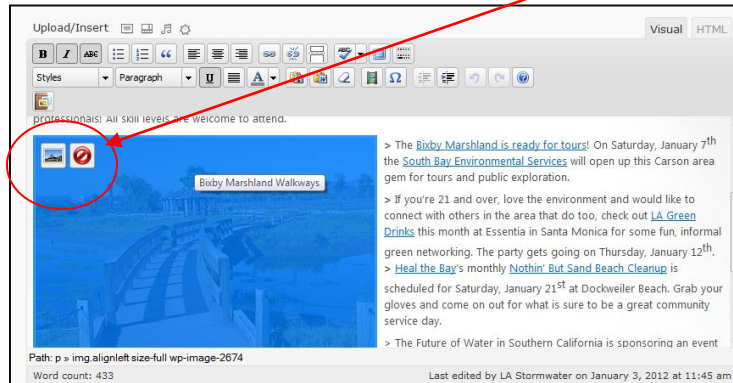 Upload/Insert
Visual HTML
B I ABC
Styles Paragraph U A Ω
professionals! All skill levels are welcome to attend.
Bixby Marshland Walkways
> The Bixby Marshland is ready for tours! On Saturday, January 7th
the South Bay Environmental Services will open up this Carson area
gem for tours and public exploration.
> If you're 21 and over, love the environment and would like to
connect with others in the area that do too, check out LA Green
Drinks this month at Essentia in Santa Monica for some fun, informal
green networking. The party gets going on Thursday, January 12th.
> Heal the Bay's monthly Nothin' But Sand Beach Cleanup is
scheduled for Saturday, January 21st at Dockweiler Beach. Grab your
gloves and come on out for what is sure to be a great community
service day.
> The Future of Water in Southern California is sponsoring an event
Path: p » img.alignleft size-full wp-image-2674
Word count: 433
Last edited by LA Stormwater on January 3, 2012 at 11:45 am